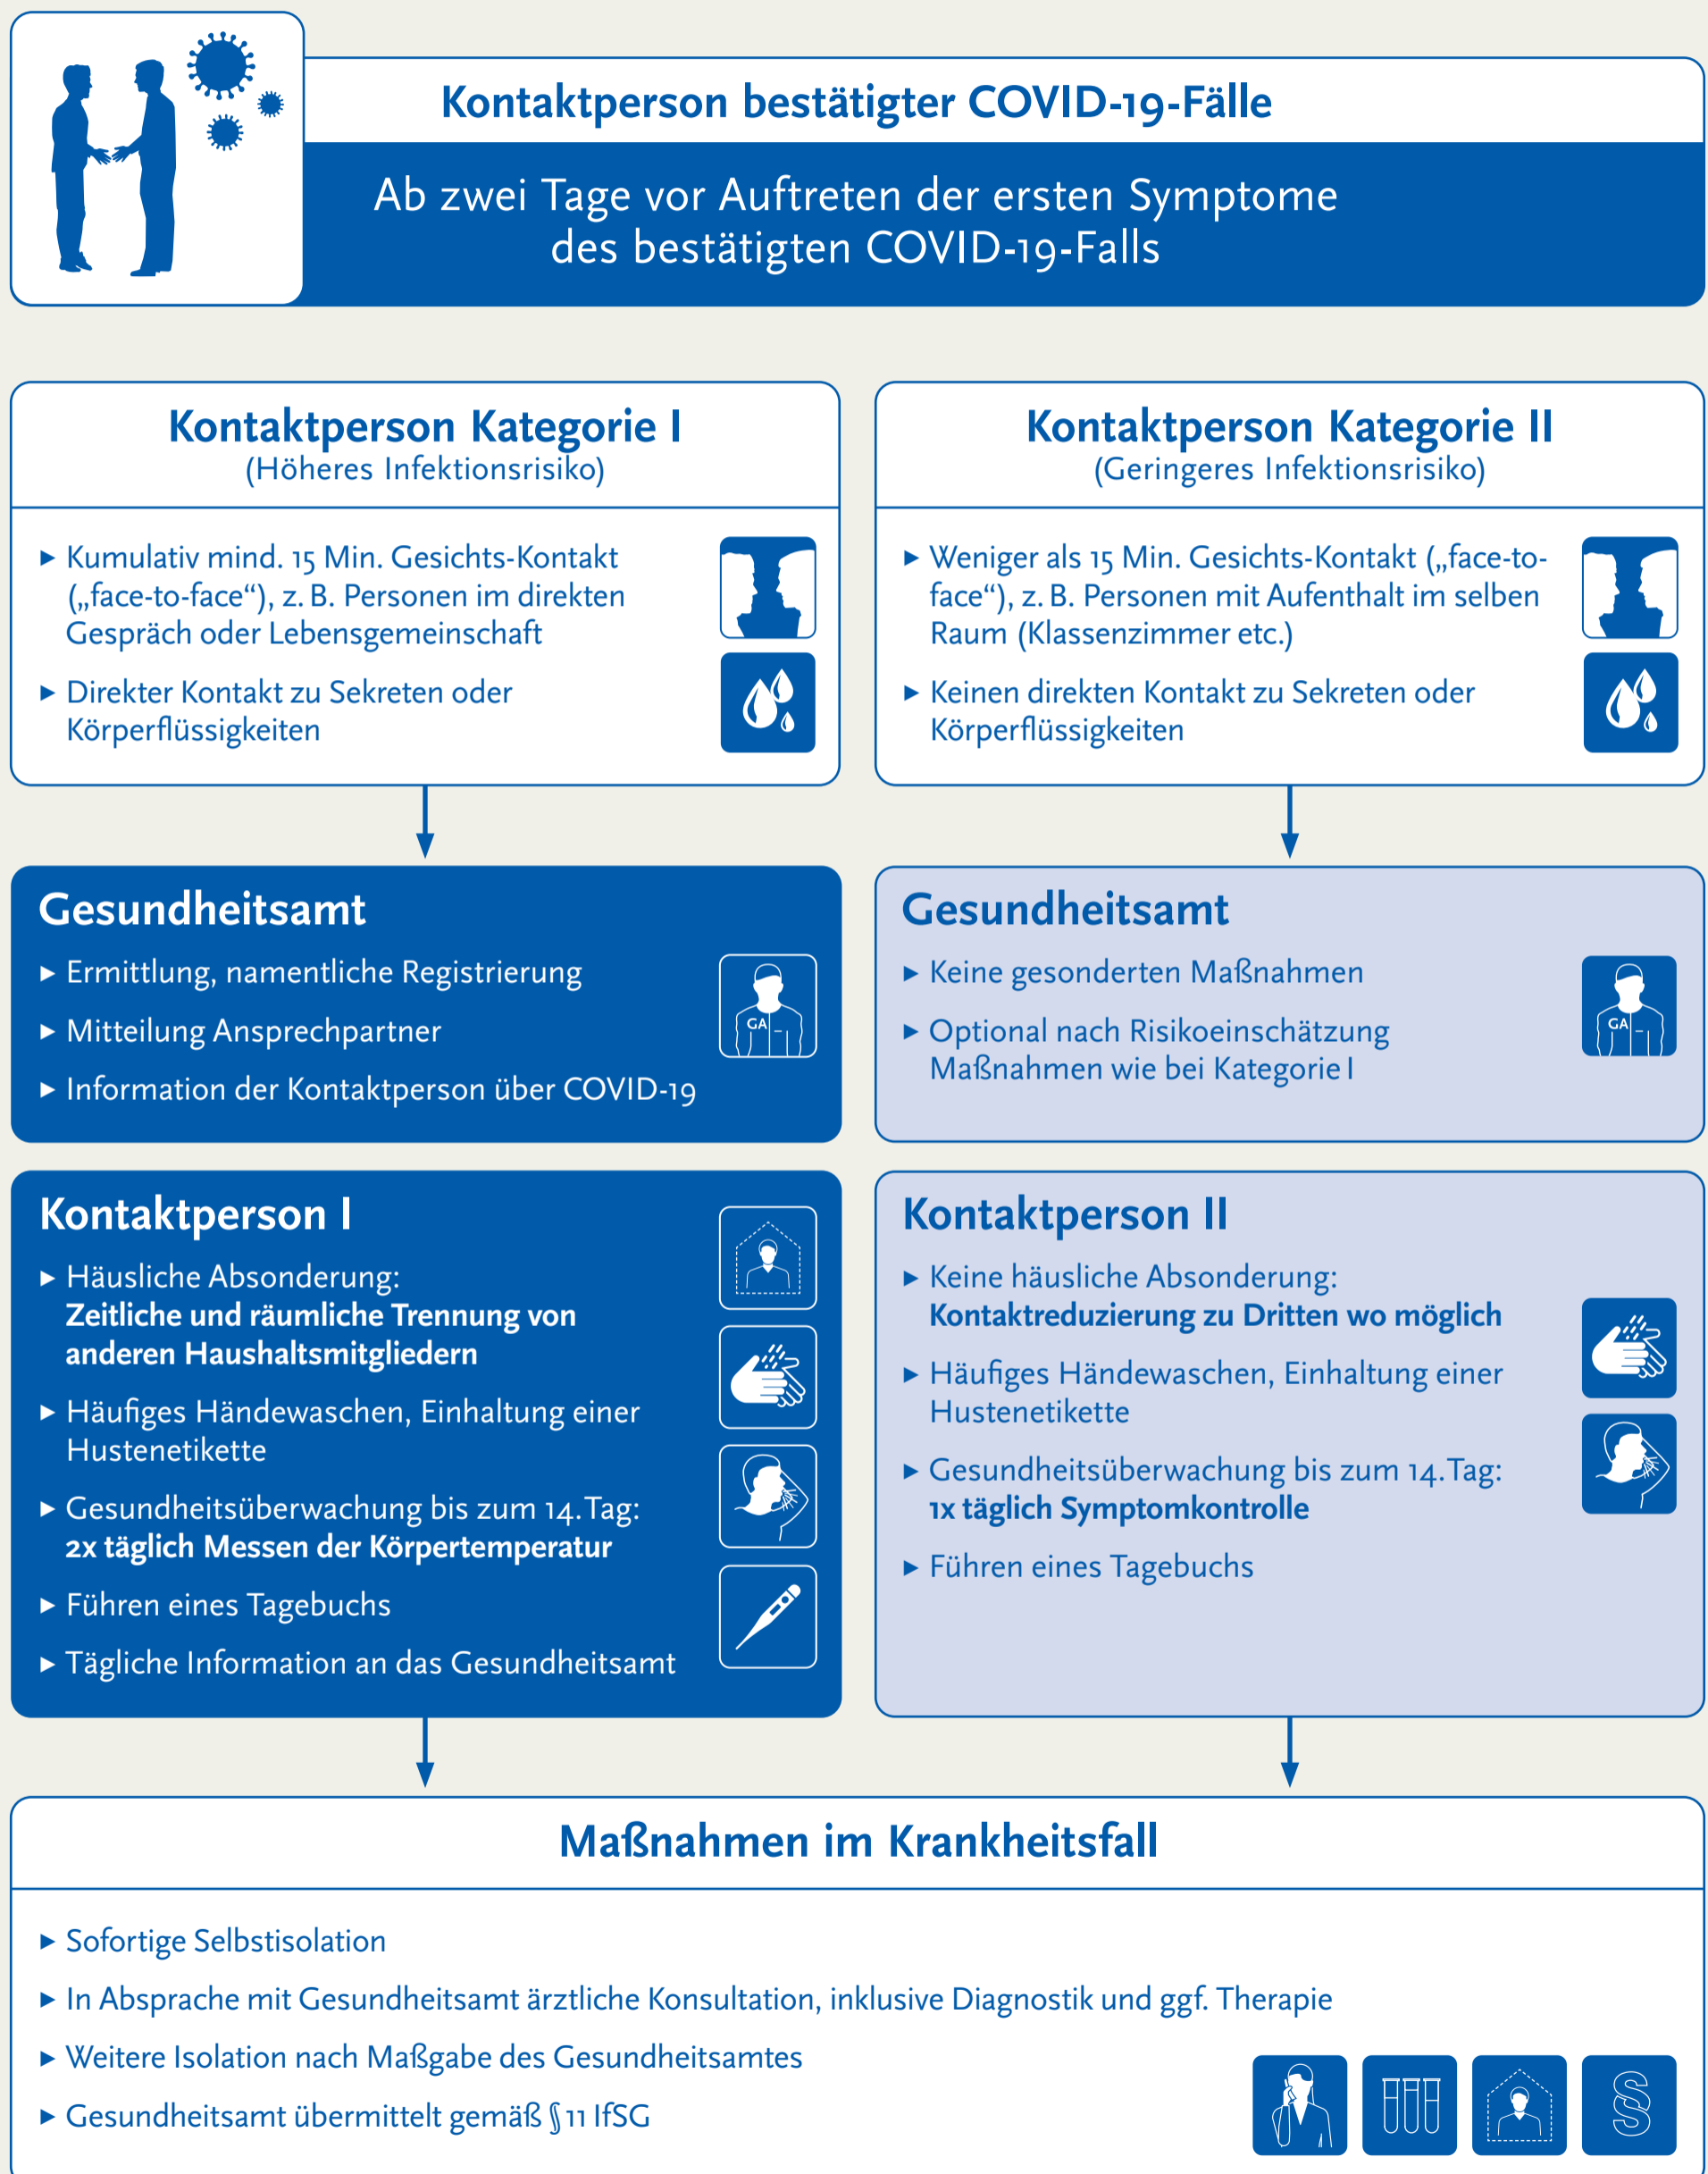 Kontaktperson bestätigter COVID-19-Fälle
Ab zwei Tage vor Auftreten der ersten Symptome
des bestätigten COVID-19-Falls
Kontaktperson Kategorie I
(Höheres Infektionsrisiko)
► Kumulativ mind. 15 Min. Gesichts-Kontakt
(„face-to-face“), z. B. Personen im direkten
Gespräch oder Lebensgemeinschaft
► Direkter Kontakt zu Sekreten oder
Körperflüssigkeiten
Kontaktperson Kategorie II
(Geringeres Infektionsrisiko)
► Weniger als 15 Min. Gesichts-Kontakt („face-to-
face“), z. B. Personen mit Aufenthalt im selben
Raum (Klassenzimmer etc.)
► Keinen direkten Kontakt zu Sekreten oder
Körperflüssigkeiten
Gesundheitsamt
► Ermittlung, namentliche Registrierung
► Mitteilung Ansprechpartner
► Information der Kontaktperson über COVID-19
GA
Gesundheitsamt
► Keine gesonderten Maßnahmen
► Optional nach Risikoeinschätzung
Maßnahmen wie bei Kategorie I
GA
Kontaktperson I
► Häusliche Absonderung:
Zeitliche und räumliche Trennung von
anderen Haushaltsmitgliedern
► Häufiges Händewaschen, Einhaltung einer
Hustenetikette
► Gesundheitsüberwachung bis zum 14. Tag:
2x täglich Messen der Körpertemperatur
► Führen eines Tagebuchs
► Tägliche Information an das Gesundheitsamt
Kontaktperson II
► Keine häusliche Absonderung:
Kontaktreduzierung zu Dritten wo möglich
► Häufiges Händewaschen, Einhaltung einer
Hustenetikette
► Gesundheitsüberwachung bis zum 14. Tag:
1x täglich Symptomkontrolle
► Führen eines Tagebuchs
Maßnahmen im Krankheitsfall
► Sofortige Selbstisolation
► In Absprache mit Gesundheitsamt ärztliche Konsultation, inklusive Diagnostik und ggf. Therapie
► Weitere Isolation nach Maßgabe des Gesundheitsamtes
► Gesundheitsamt übermittelt gemäß § 11 IfSG
§